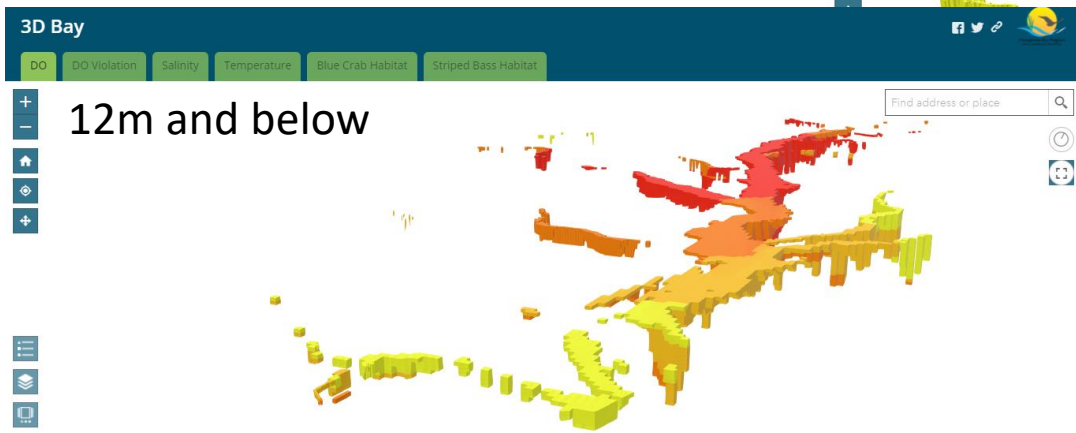 3D Bay
DO
DO Violation
Salinity
Temperature
Blue Crab Habitat
Striped Bass Habitat
12m and below
Find address or place